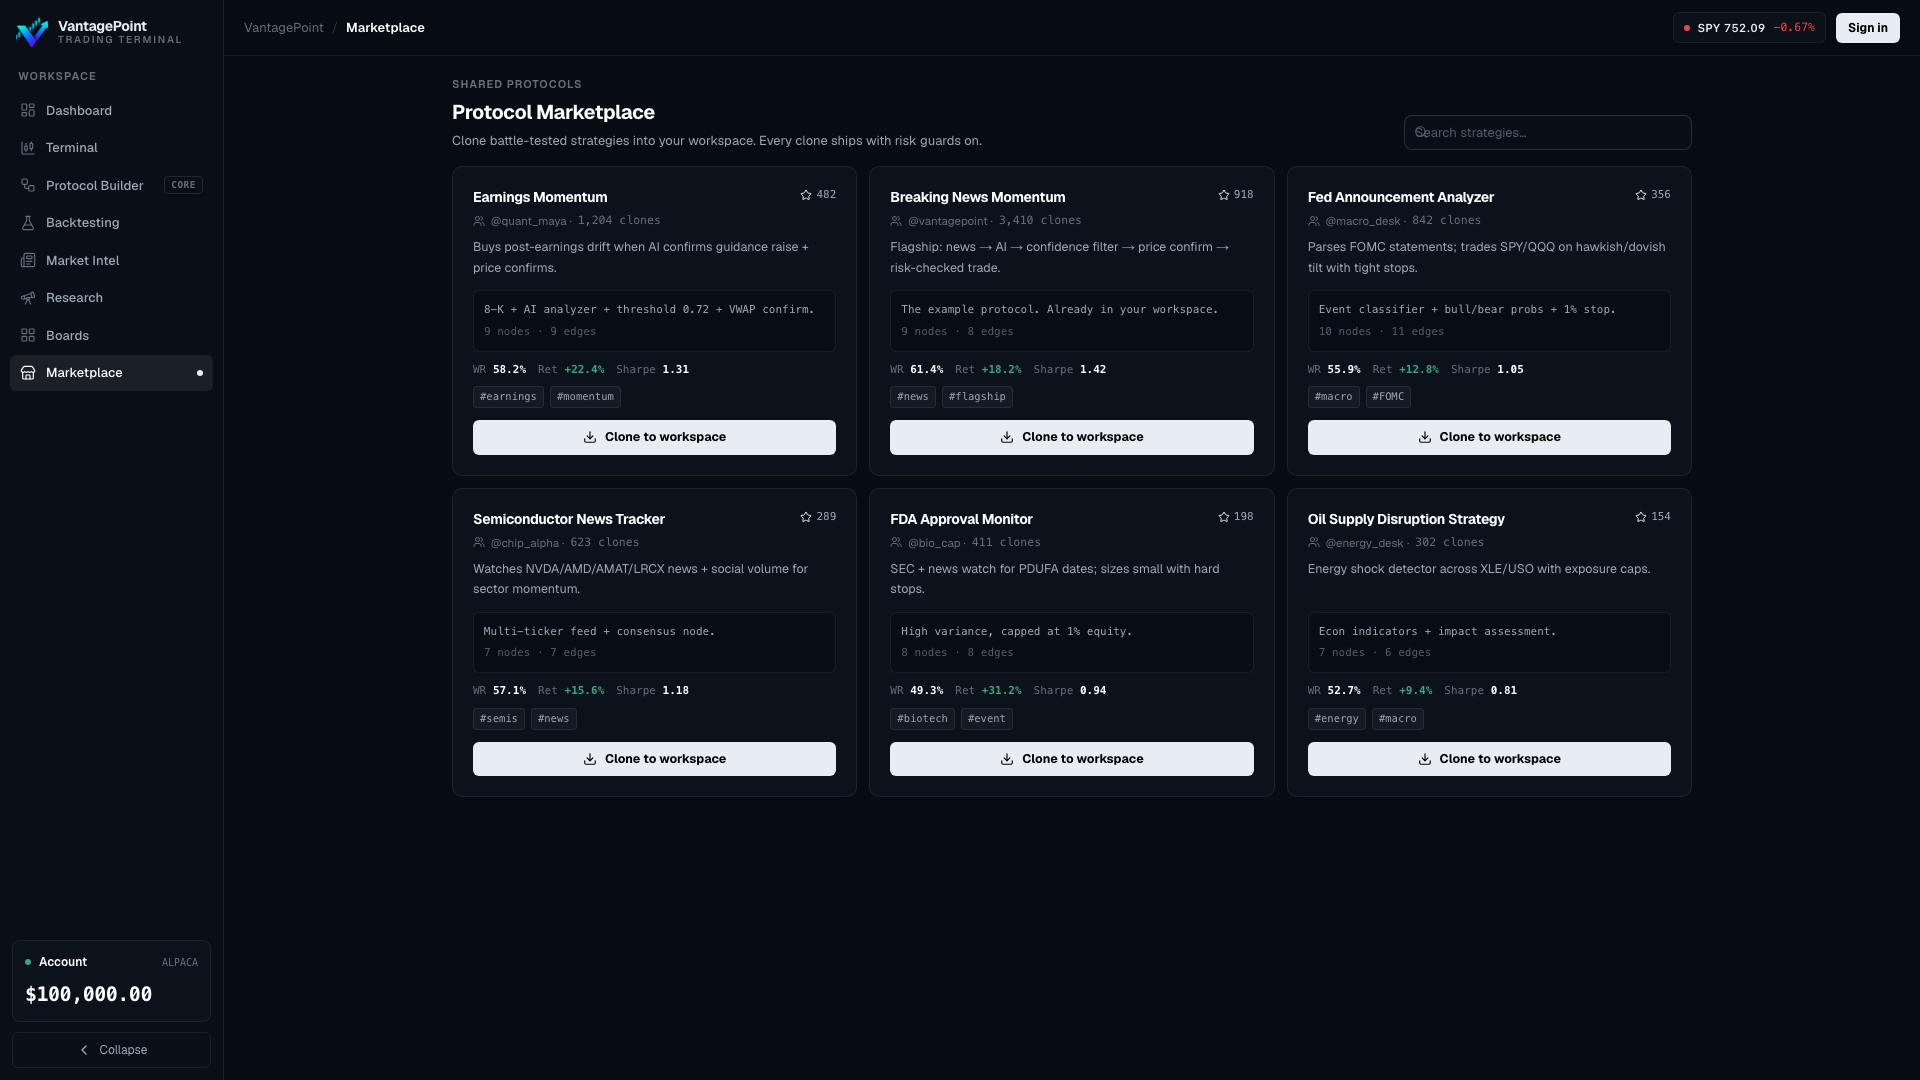 VantagePoint
TRADING TERMINAL
WORKSPACE
Dashboard
Terminal
Protocol Builder CORE
Backtesting
Market Intel
Research
Boards
Marketplace
Account ALPACA
$100,000.00
Collapse
VantagePoint / Marketplace
SPY 752.09 −0.67%
Sign in
SHARED PROTOCOLS
Protocol Marketplace
Clone battle-tested strategies into your workspace. Every clone ships with risk guards on.
Search strategies…
Earnings Momentum 482
@quant_maya · 1,204 clones
Buys post-earnings drift when AI confirms guidance raise +
price confirms.
8-K + AI analyzer + threshold 0.72 + VWAP confirm.
9 nodes · 9 edges
WR 58.2% Ret +22.4% Sharpe 1.31
#earnings #momentum
Clone to workspace
Breaking News Momentum 918
@vantagepoint · 3,410 clones
Flagship: news → AI → confidence filter → price confirm →
risk-checked trade.
The example protocol. Already in your workspace.
9 nodes · 8 edges
WR 61.4% Ret +18.2% Sharpe 1.42
#news #flagship
Clone to workspace
Fed Announcement Analyzer 356
@macro_desk · 842 clones
Parses FOMC statements; trades SPY/QQQ on hawkish/dovish
tilt with tight stops.
Event classifier + bull/bear probs + 1% stop.
10 nodes · 11 edges
WR 55.9% Ret +12.8% Sharpe 1.05
#macro #FOMC
Clone to workspace
Semiconductor News Tracker 289
@chip_alpha · 623 clones
Watches NVDA/AMD/AMAT/LRCX news + social volume for
sector momentum.
Multi-ticker feed + consensus node.
7 nodes · 7 edges
WR 57.1% Ret +15.6% Sharpe 1.18
#semis #news
Clone to workspace
FDA Approval Monitor 198
@bio_cap · 411 clones
SEC + news watch for PDUFA dates; sizes small with hard
stops.
High variance, capped at 1% equity.
8 nodes · 8 edges
WR 49.3% Ret +31.2% Sharpe 0.94
#biotech #event
Clone to workspace
Oil Supply Disruption Strategy 154
@energy_desk · 302 clones
Energy shock detector across XLE/USO with exposure caps.
Econ indicators + impact assessment.
7 nodes · 6 edges
WR 52.7% Ret +9.4% Sharpe 0.81
#energy #macro
Clone to workspace